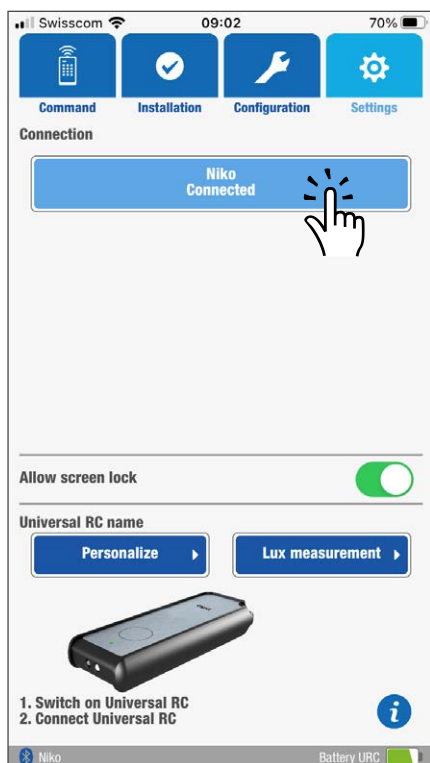 Swisscom 09:02 70%
Command Installation Configuration Settings
Connection
Niko
Connected
Allow screen lock
Universal RC name
Personalize Lux measurement
1. Switch on Universal RC
2. Connect Universal RC
i
Niko Battery URC